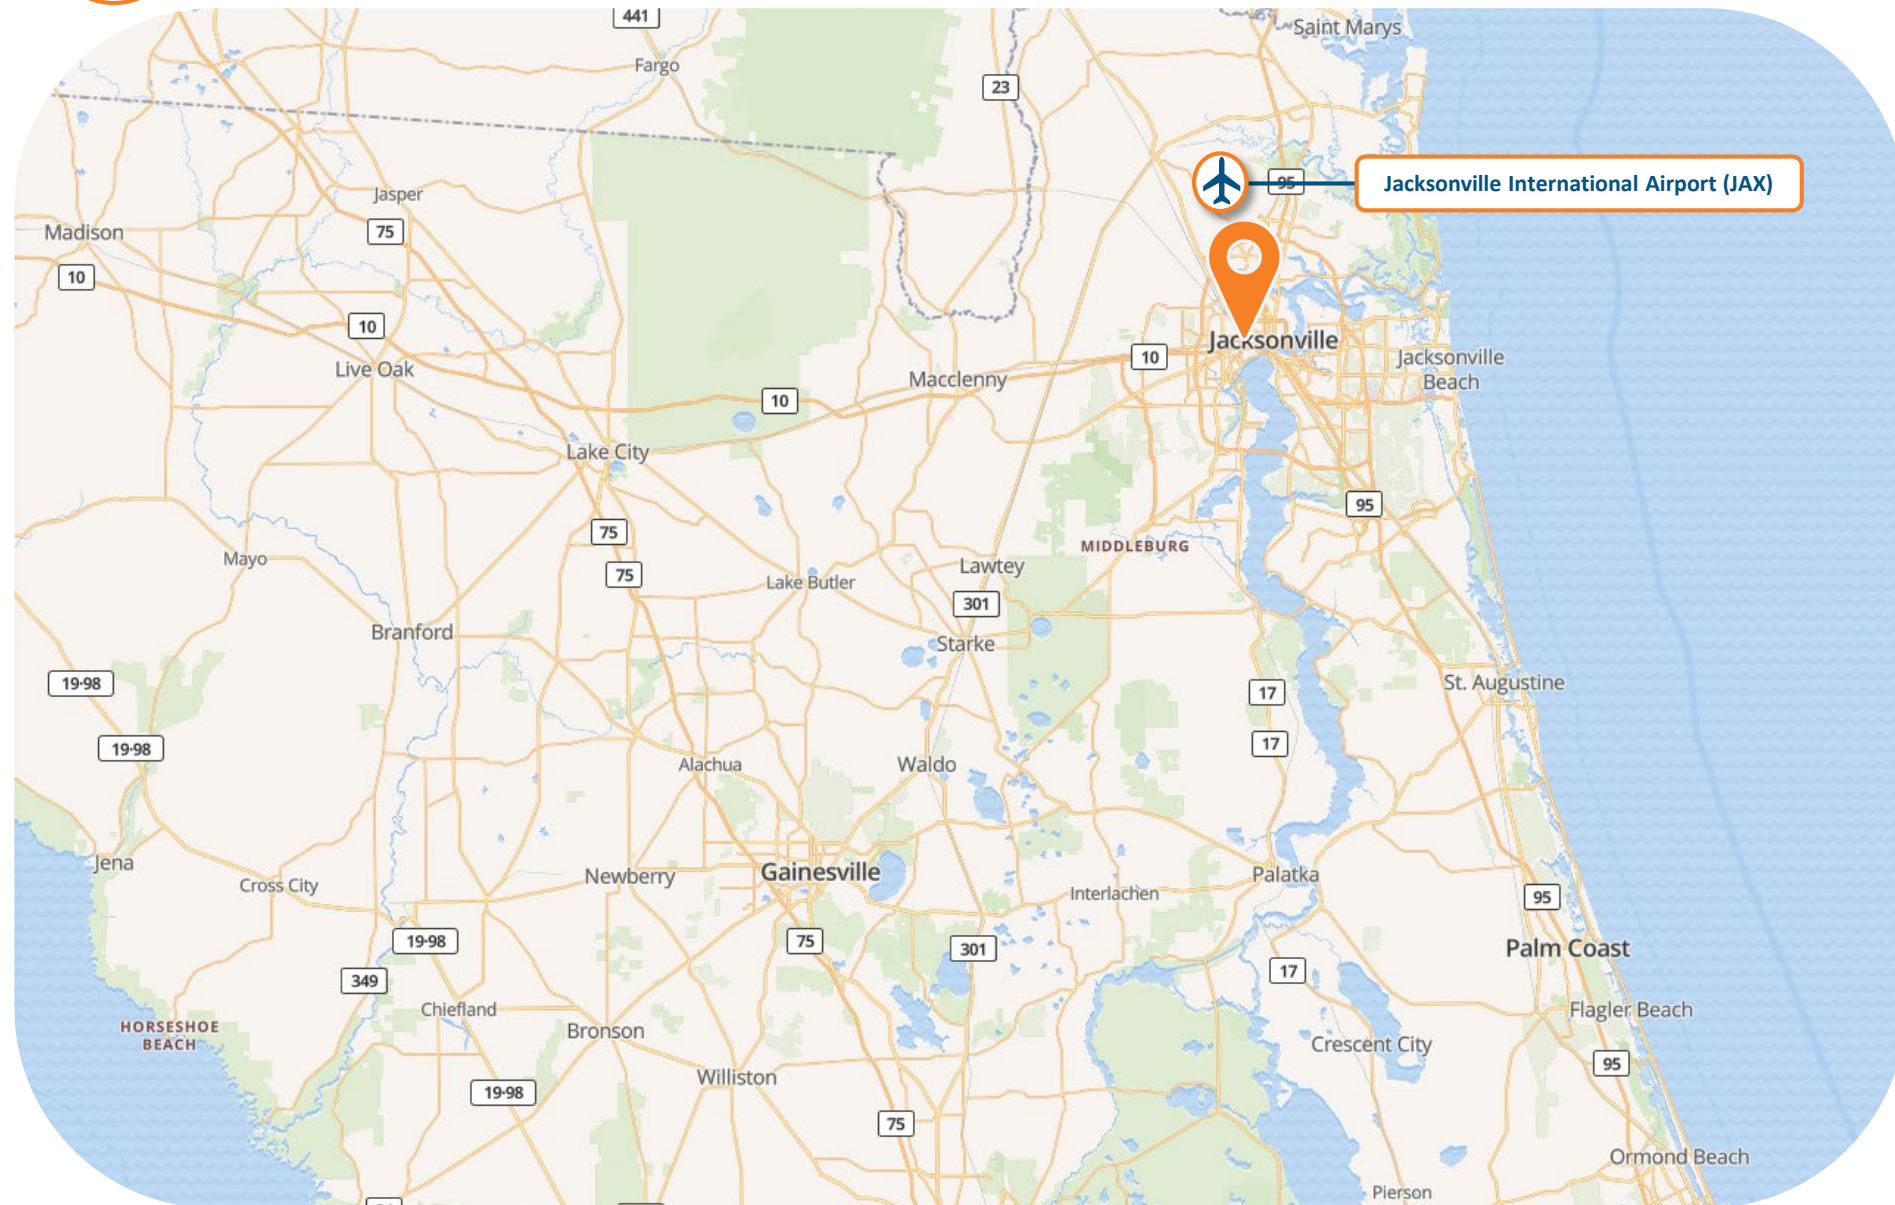 441
Saint Marys
Fargo
23
Jacksonville International Airport (JAX)
95
Jasper
75
Madison
10
10
Live Oak
Jacksonville
10
Jacksonville
Beach
Macclenny
10
Lake City
95
75
MIDDLEBURG
Mayo
Lawtey
75
Lake Butler
301
Branford
Starke
19-98
17
St. Augustine
19-98
17
Alachua
Waldo
Jena
Gainesville
Cross City
Newberry
Palatka
Interlachen
95
19-98
75
301
Palm Coast
349
17
Chiefland
Flagler Beach
HORSESHOE
BEACH
Bronson
Crescent City
95
Williston
19-98
75
Ormond Beach
Pierson